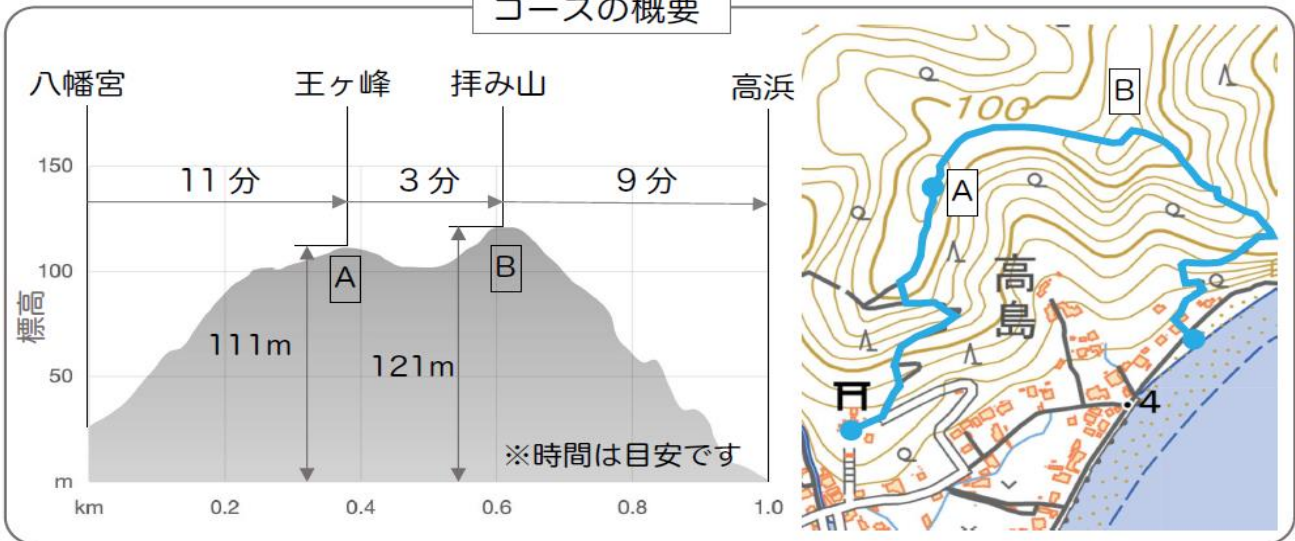 コースの概要
八幡宮
王ヶ峰
拝み山
高浜
11分
3分
9分
150
100
50
m
標高
A
B
111m
121m
※時間は目安です
km
0.2
0.4
0.6
0.8
1.0
100
B
A
高島
4